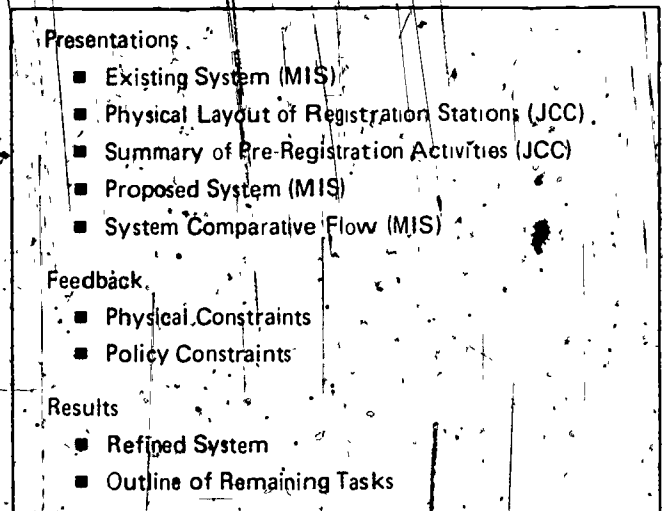 Presentations
■ Existing System (MIS)
■ Physical Layout of Registration Stations (JCC)
■ Summary of Pre-Registration Activities (JCC)
■ Proposed System (MIS)
■ System Comparative Flow (MIS)
Feedback
■ Physical Constraints
■ Policy Constraints
Results
■ Refined System
■ Outline of Remaining Tasks